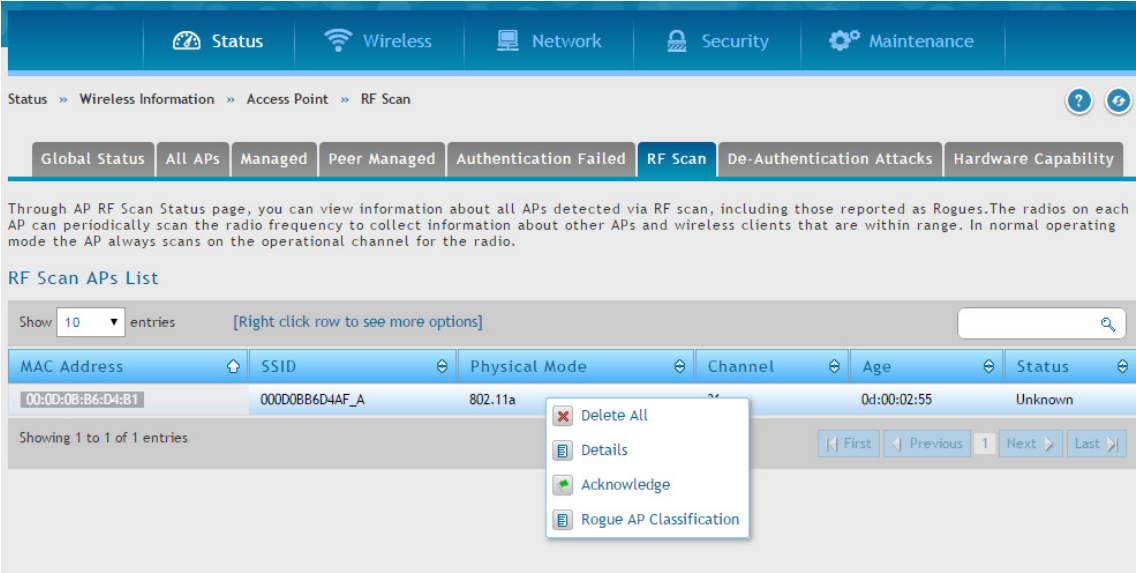 Status Wireless Network Security Maintenance
Status » Wireless Information » Access Point » RF Scan
Global Status All APs Managed Peer Managed Authentication Failed RF Scan De-Authentication Attacks Hardware Capability
Through AP RF Scan Status page, you can view information about all APs detected via RF scan, including those reported as Rogues.The radios on each
AP can periodically scan the radio frequency to collect information about other APs and wireless clients that are within range. In normal operating
mode the AP always scans on the operational channel for the radio.
RF Scan APs List
Show 10 entries [Right click row to see more options]
MAC Address SSID Physical Mode Channel Age Status
00:0D:0B:B6:D4:B1 000D0BB6D4AF_A 802.11a 0d:00:02:55 Unknown
Delete All
Showing 1 to 1 of 1 entries First Previous 1 Next Last
Details
Acknowledge
Rogue AP Classification